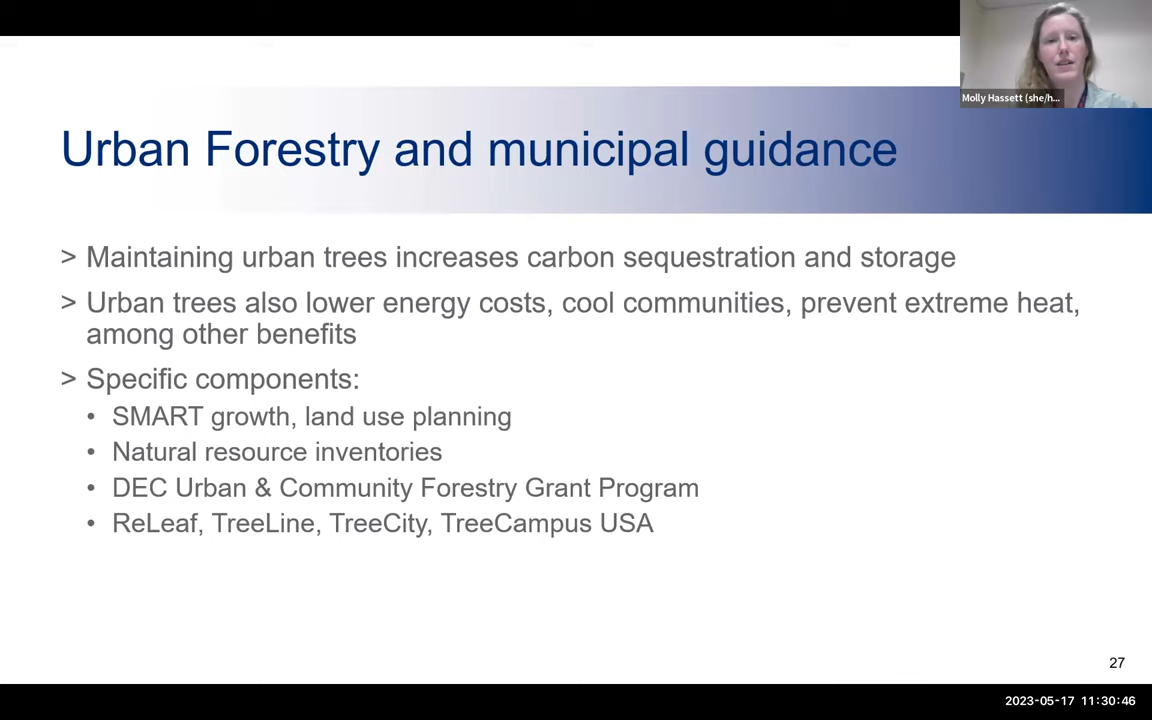 Molly Hassett (she/h...
Urban Forestry and municipal guidance
> Maintaining urban trees increases carbon sequestration and storage
> Urban trees also lower energy costs, cool communities, prevent extreme heat,
among other benefits
> Specific components:
• SMART growth, land use planning
• Natural resource inventories
• DEC Urban & Community Forestry Grant Program
• ReLeaf, TreeLine, TreeCity, TreeCampus USA
27
2023-05-17 11:30:46